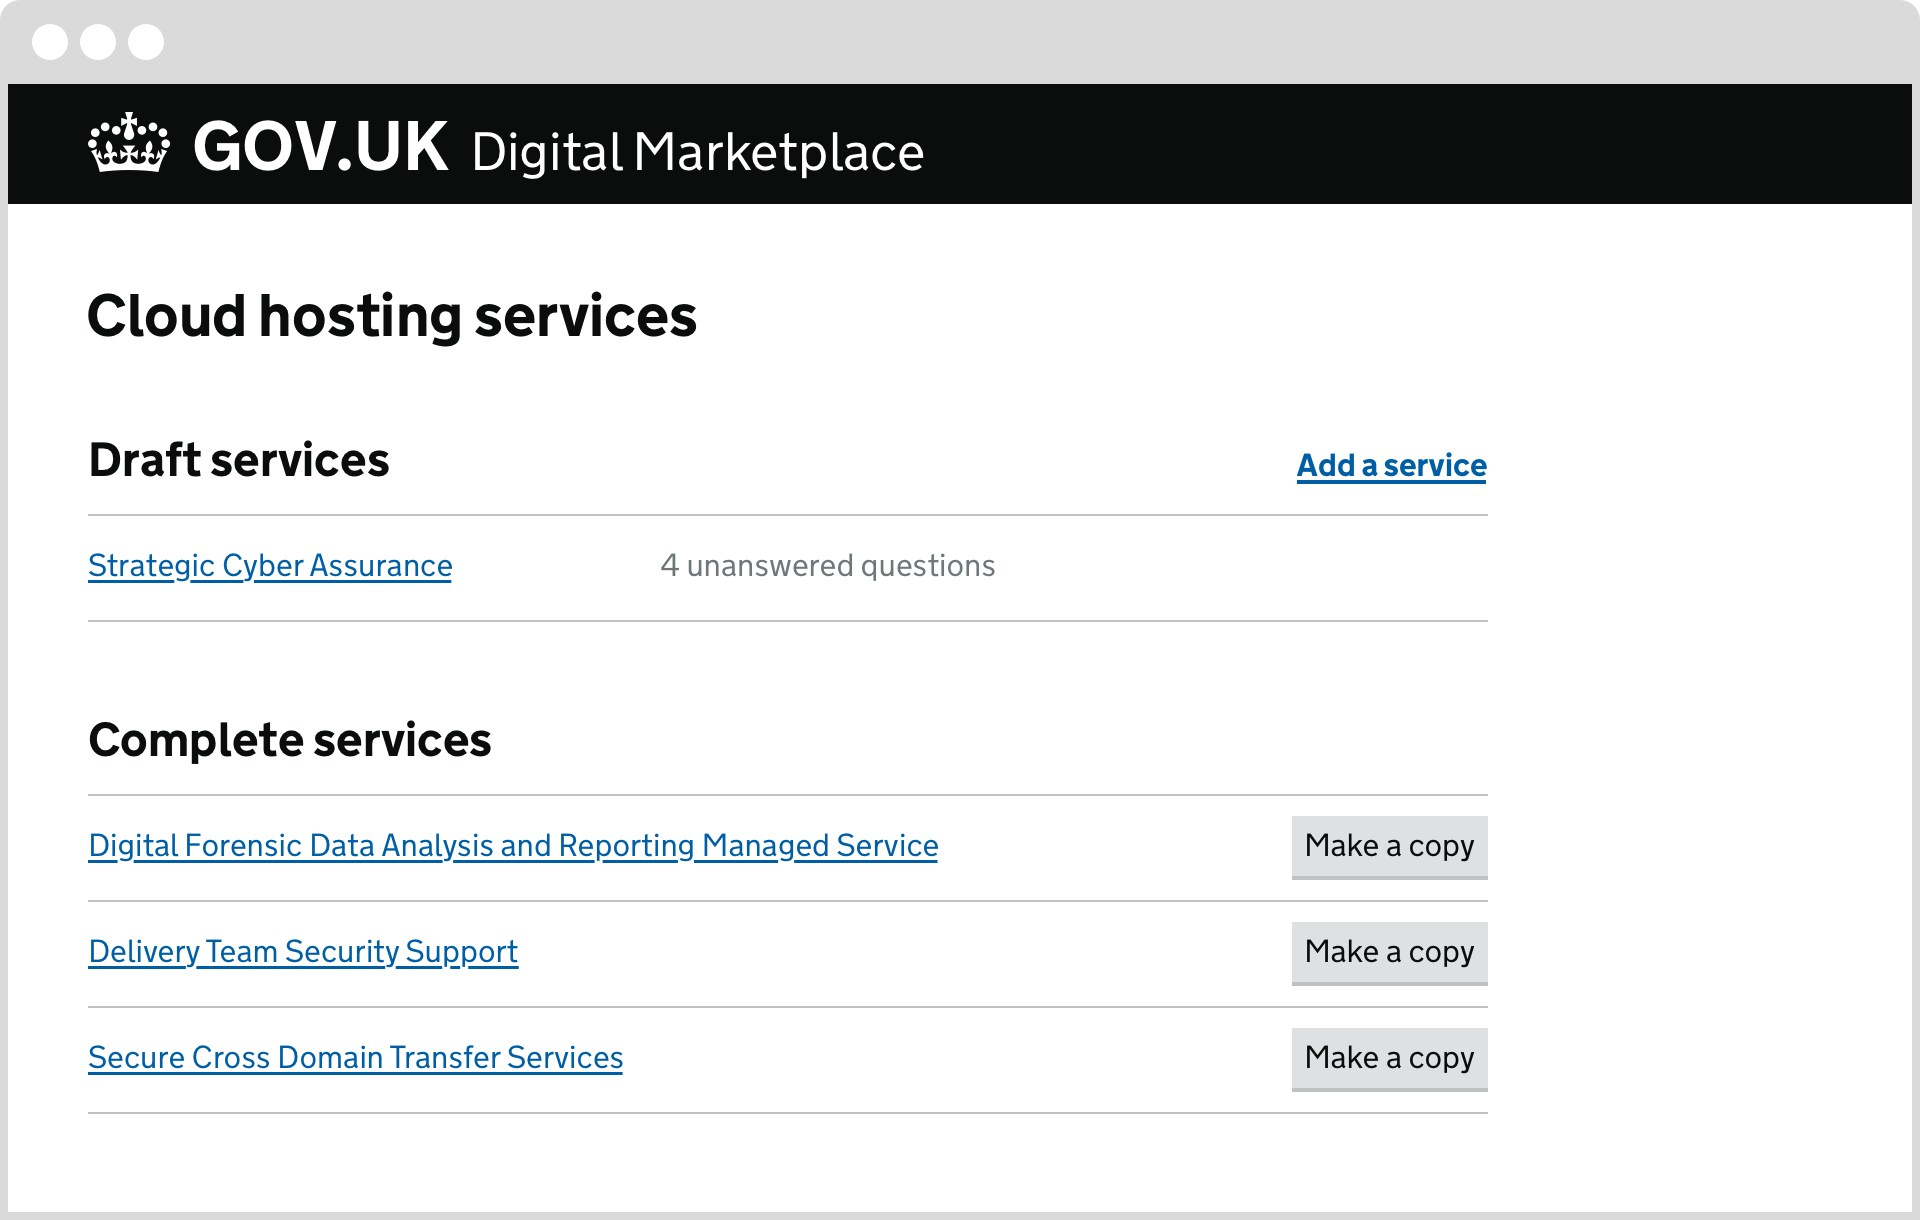 GOV.UK Digital Marketplace
Cloud hosting services
Draft services
Add a service
Strategic Cyber Assurance
4 unanswered questions
Complete services
Digital Forensic Data Analysis and Reporting Managed Service
Make a copy
Delivery Team Security Support
Make a copy
Secure Cross Domain Transfer Services
Make a copy